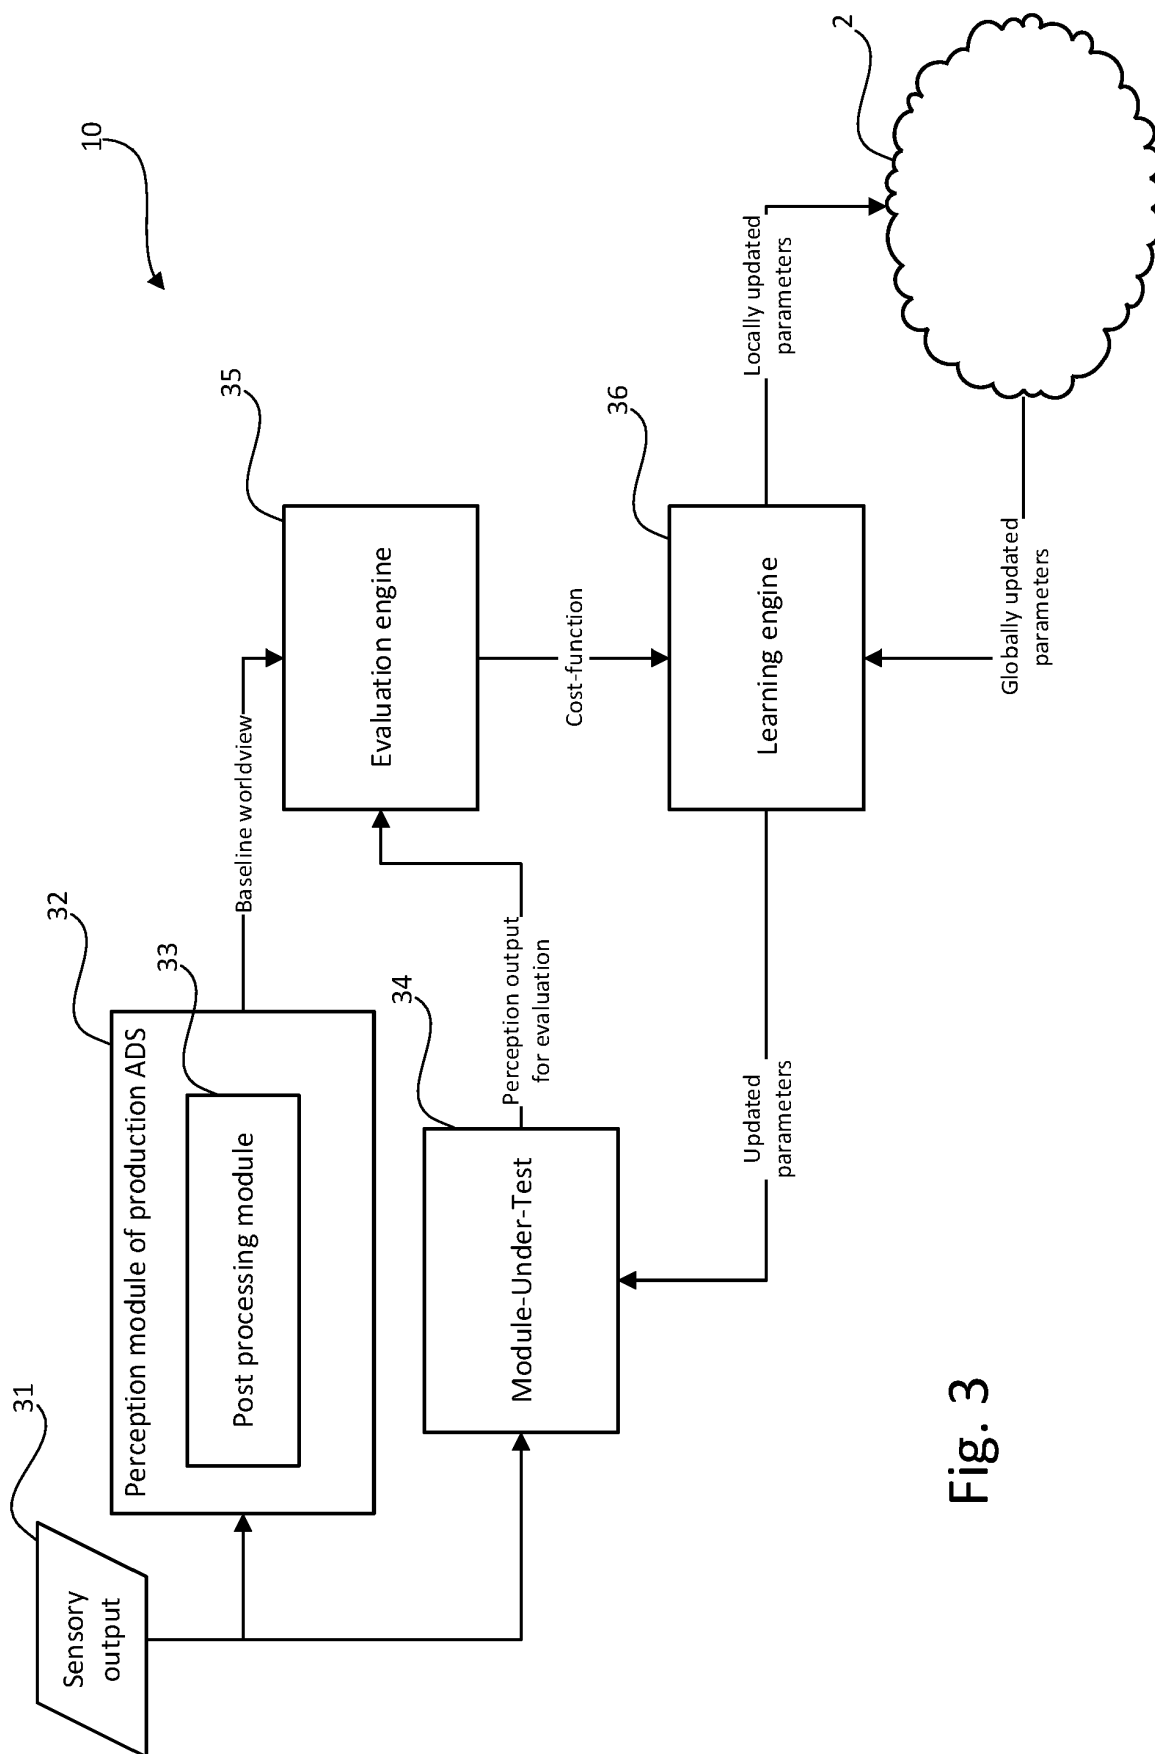 10
31
Sensory
output
32
Perception module of production ADS
33
Post processing module
Baseline worldview
35
Evaluation engine
34
Module-Under-Test
Perception output
for evaluation
Cost-function
36
Learning engine
Updated
parameters
Locally updated
parameters
2
Globally updated
parameters
Fig. 3